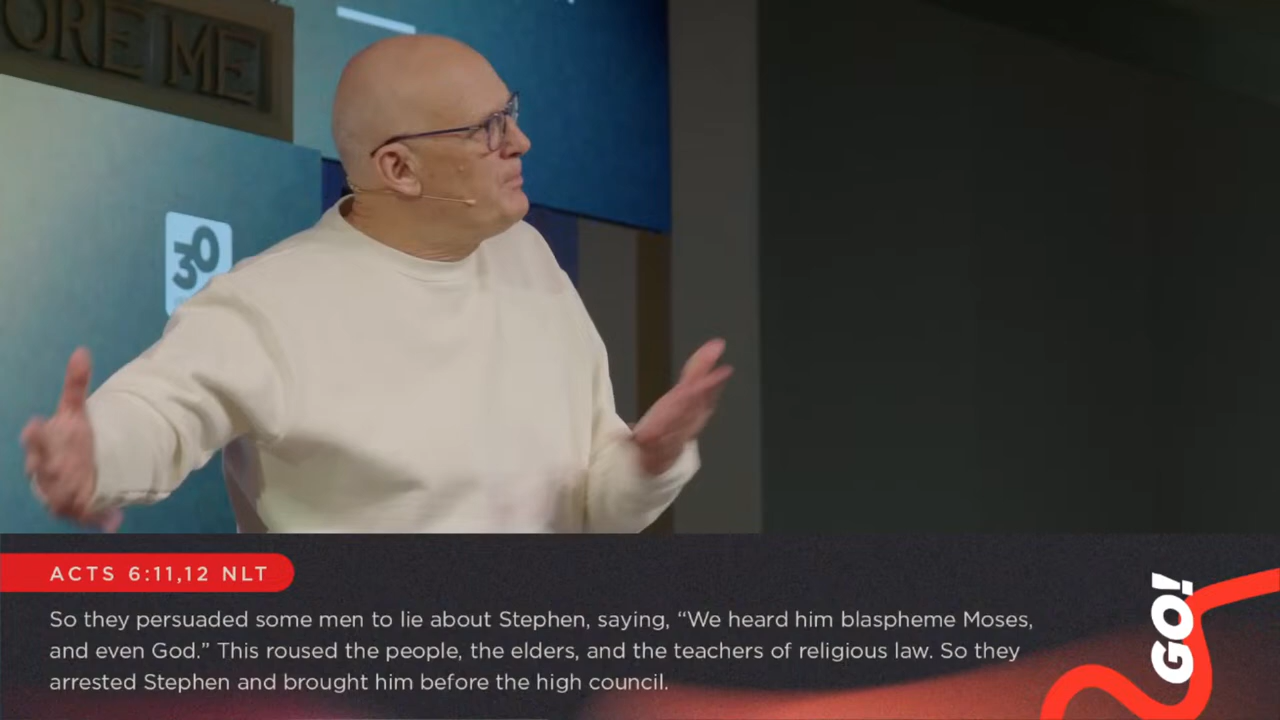 ORE ME
30
ACTS 6:11,12 NLT
So they persuaded some men to lie about Stephen, saying, “We heard him blaspheme Moses,
and even God.” This roused the people, the elders, and the teachers of religious law. So they
arrested Stephen and brought him before the high council.
GO!